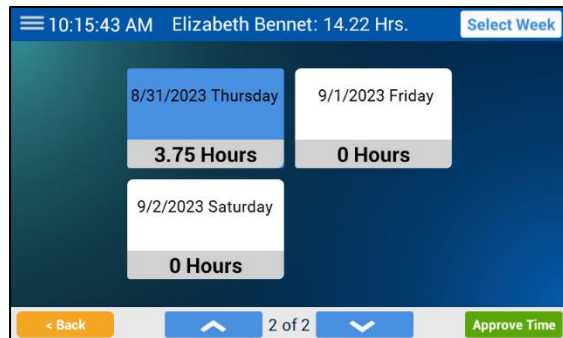 10:15:43 AM Elizabeth Bennet: 14.22 Hrs. Select Week
8/31/2023 Thursday 9/1/2023 Friday
3.75 Hours 0 Hours
9/2/2023 Saturday
0 Hours
< Back 2 of 2 Approve Time